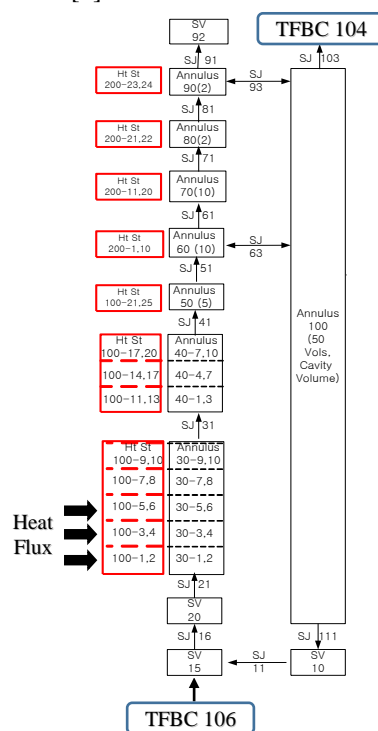 SV
92
TFBC 104
SJ 91
SJ 103
Ht St
200-23,24
Annulus
90(2)
SJ
93
SJ 81
Ht St
200-21,22
Annulus
80(2)
SJ 71
Ht St
200-11,20
Annulus
70(10)
SJ 61
Ht St
200-1,10
Annulus
60 (10)
SJ
63
SJ 51
Ht St
100-21,25
Annulus
50 (5)
SJ 41
Annulus
100
(50
Vols,
Cavity
Volume)
Ht St
100-17,20
Annulus
40-7,10
100-14,17
40-4,7
100-11,13
40-1,3
SJ 31
Ht St
100-9,10
Annulus
30-9,10
100-7,8
30-7,8
100-5,6
30-5,6
Heat
Flux
100-3,4
30-3,4
100-1,2
30-1,2
SJ 21
SV
20
SJ 16
SJ 111
SV
15
SJ
11
SV
10
TFBC 106